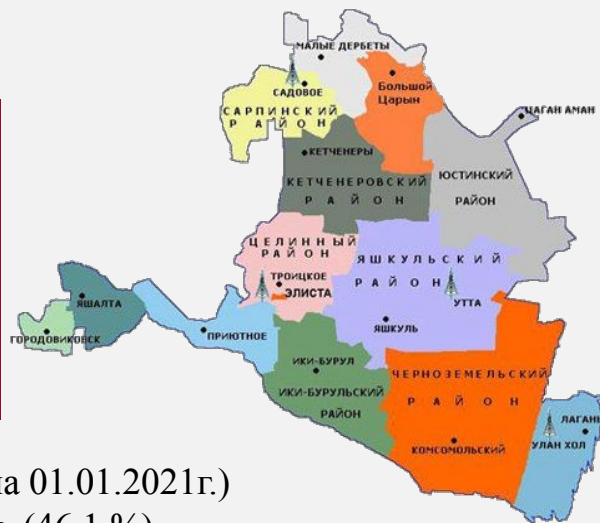 МАЛЫЕ ДЕРБЕТЫ
САДОВОЕ
Большой
Царын
САРПИНСКИЙ
РАЙОН
ЦАГАН АМАН
КЕТЧЕНЕРЫ
КЕТЧЕНЕРОВСКИЙ
РАЙОН
ЮСТИНСКИЙ
РАЙОН
ЦЕЛИННЫЙ
РАЙОН
ЯШКУЛЬСКИЙ
РАЙОН
ТРОИЦКОЕ
ЭЛИСТА
УТТА
ЯШАЛТА
ГОРОДОВИКОВСК
ПРИЮТНОЕ
ЯШКУЛЬ
ИКИ-БУРУЛ
ИКИ-БУРУЛЬСКИЙ
РАЙОН
ЧЕРНОЗЕМЕЛЬСКИЙ
РАЙОН
КОМСОМОЛЬСКИЙ
ЛАГАНЬ
УЛАН ХОЛ
на 01.01.2021г.)
(46,1 %)